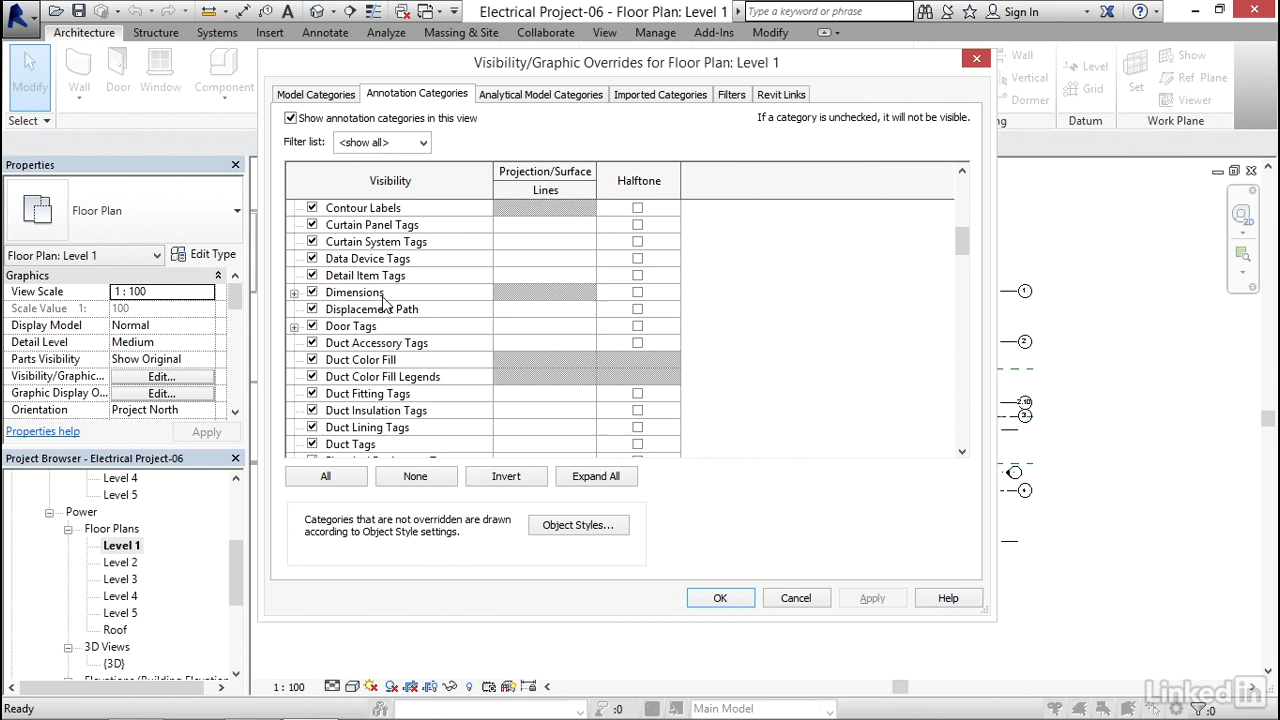 Electrical Project-06 - Floor Plan: Level 1
Type a keyword or phrase
Sign In
Architecture Structure Systems Insert Annotate Analyze Massing & Site Collaborate View Manage Add-Ins Modify
Modify Wall Door Window Component
Wall Vertical Dormer
Level Grid
Set Show Ref Plane Viewer
Select Datum Work Plane
Properties
Floor Plan
Floor Plan: Level 1 Edit Type
Graphics
View Scale 1 : 100
Scale Value 1: 100
Display Model Normal
Detail Level Medium
Parts Visibility Show Original
Visibility/Graphic... Edit...
Graphic Display O... Edit...
Orientation Project North
Properties help Apply
Project Browser - Electrical Project-06
Level 4
Level 5
Power
Floor Plans
Level 1
Level 2
Level 3
Level 4
Level 5
Roof
3D Views
{3D}
Elevations (Building Elevation
Visibility/Graphic Overrides for Floor Plan: Level 1
Model Categories Annotation Categories Analytical Model Categories Imported Categories Filters Revit Links
Show annotation categories in this view
If a category is unchecked, it will not be visible.
Filter list: <show all>
Visibility Projection/Surface Halftone
Lines
Contour Labels
Curtain Panel Tags
Curtain System Tags
Data Device Tags
Detail Item Tags
Dimensions
Displacement Path
Door Tags
Duct Accessory Tags
Duct Color Fill
Duct Color Fill Legends
Duct Fitting Tags
Duct Insulation Tags
Duct Lining Tags
Duct Tags
All None Invert Expand All
Categories that are not overridden are drawn
according to Object Style settings.
Object Styles...
OK Cancel Apply Help
1
2
3
4
1 : 100
Ready
:0
Main Model
:0
Linked in